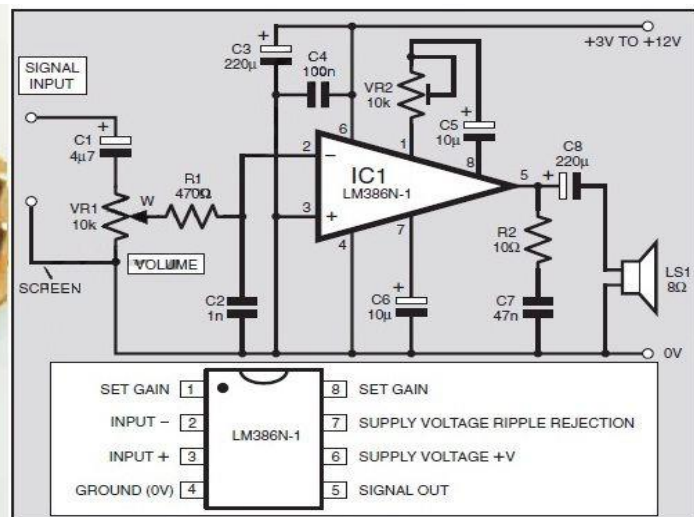 SIGNAL
INPUT
C1
4µ7
VR1
10k
W
R1
470Ω
VOLUME
SCREEN
C2
1n
C3
220µ
C4
100n
+3V TO +12V
VR2
10k
C5
10µ
6
1
8
2
3
4
7
5
IC1
LM386N-1
C6
10µ
C8
220µ
R2
10Ω
C7
47n
LS1
8Ω
0V
SET GAIN 1
INPUT − 2
INPUT + 3
GROUND (0V) 4
LM386N-1
8 SET GAIN
7 SUPPLY VOLTAGE RIPPLE REJECTION
6 SUPPLY VOLTAGE +V
5 SIGNAL OUT